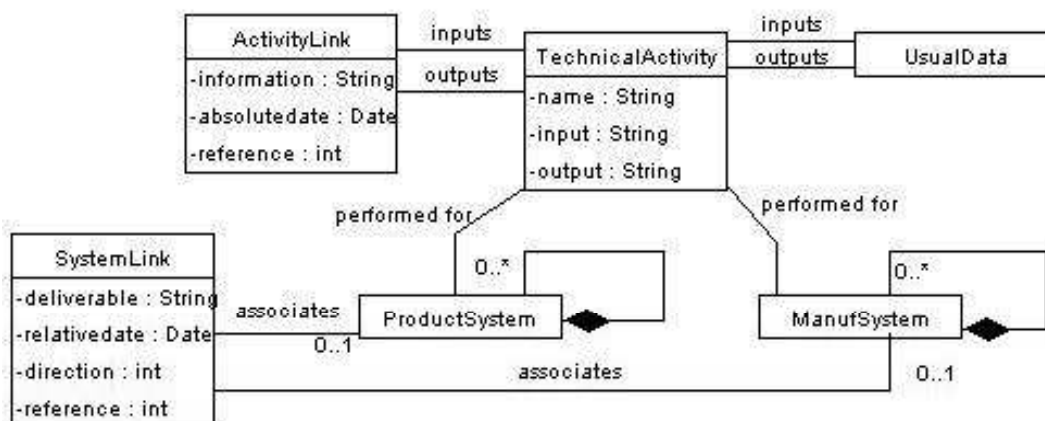 ActivityLink
-information : String
-absolutedate : Date
-reference : int
inputs
outputs
TechnicalActivity
-name : String
-input : String
-output : String
inputs
outputs
UsualData
performed for
performed for
SystemLink
-deliverable : String
-relativedate : Date
-direction : int
-reference : int
associates
0..1
0..*
ProductSystem
0..*
ManufSystem
associates
0..1